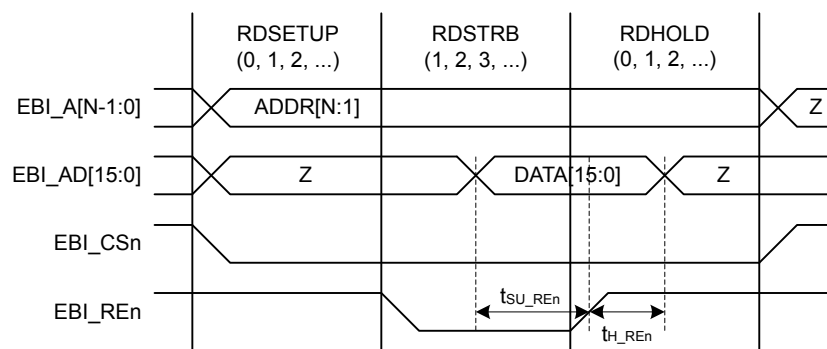 RDSETUP RDSTRB RDHOLD
(0, 1, 2, ...) (1, 2, 3, ...) (0, 1, 2, ...)
EBI_A[N-1:0] ADDR[N:1] Z
EBI_AD[15:0] Z DATA[15:0] Z
EBI_CSn
EBI_REn tSU_REn
tH_REn